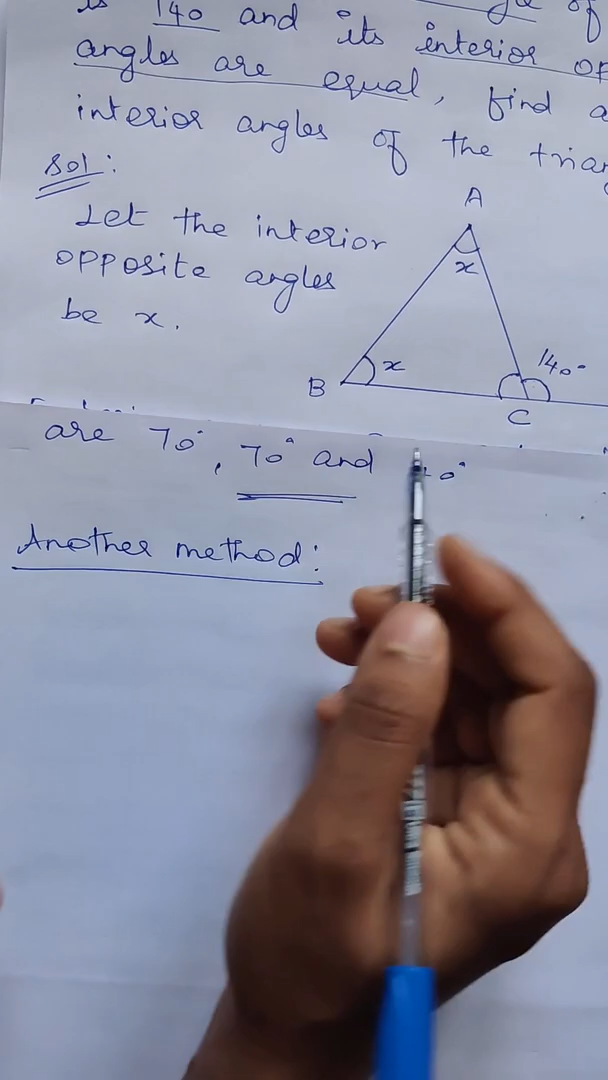 is 140 and its interior
angles are equal, find
interior angles of the
Sol:
Let the interior
opposite angles
be x.
A
x
B
x
C
140°
are 70°, 70° and
Another method: